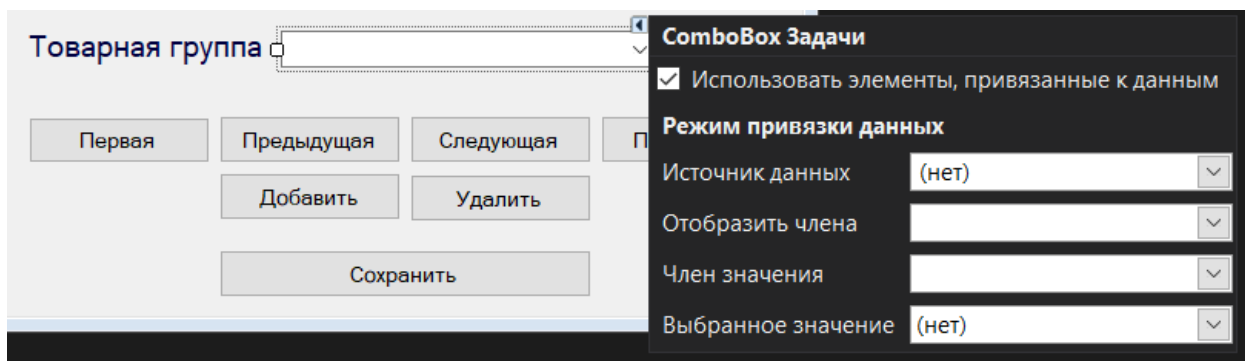 Товарная группа
Первая
Предыдущая
Следующая
П
Добавить
Удалить
Сохранить
ComboBox Задачи
Использовать элементы, привязанные к данным
Режим привязки данных
Источник данных (нет)
Отобразить члена
Член значения
Выбранное значение (нет)